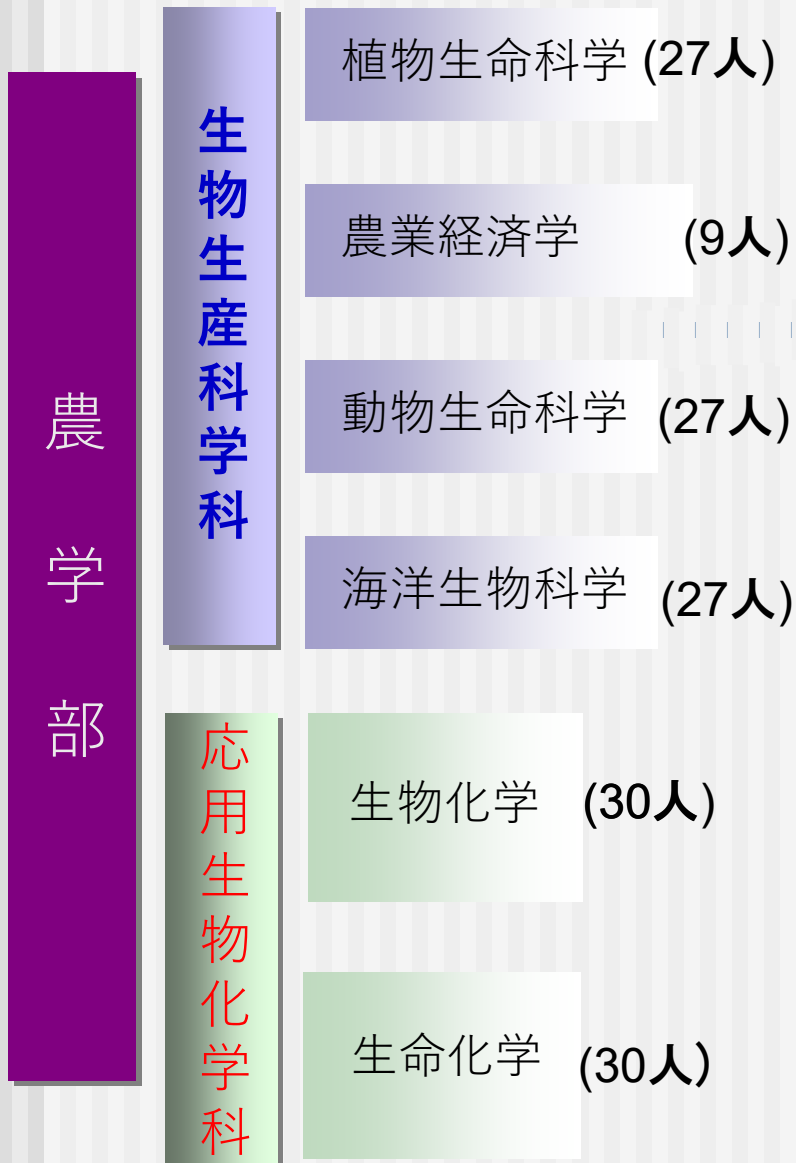 農学部
生物生産科学科
植物生命科学 (27人)
農業経済学 (9人)
動物生命科学 (27人)
海洋生物科学 (27人)
応用生物化学科
生物化学 (30人)
生命化学 (30人)